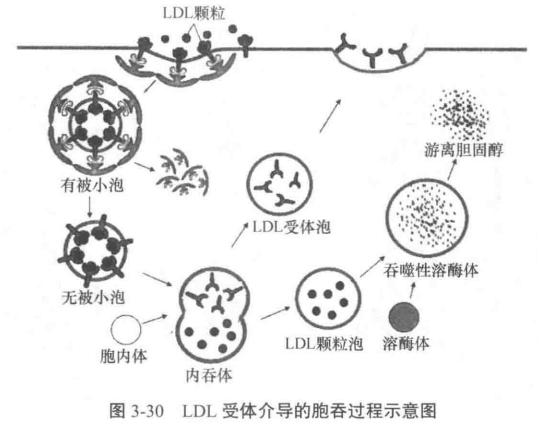 LDL颗粒
游离胆固醇
有被小泡
LDL受体泡
吞噬性溶酶体
无被小泡
胞内体
内吞体
LDL颗粒泡
溶酶体
图 3-30 LDL 受体介导的胞吞过程示意图